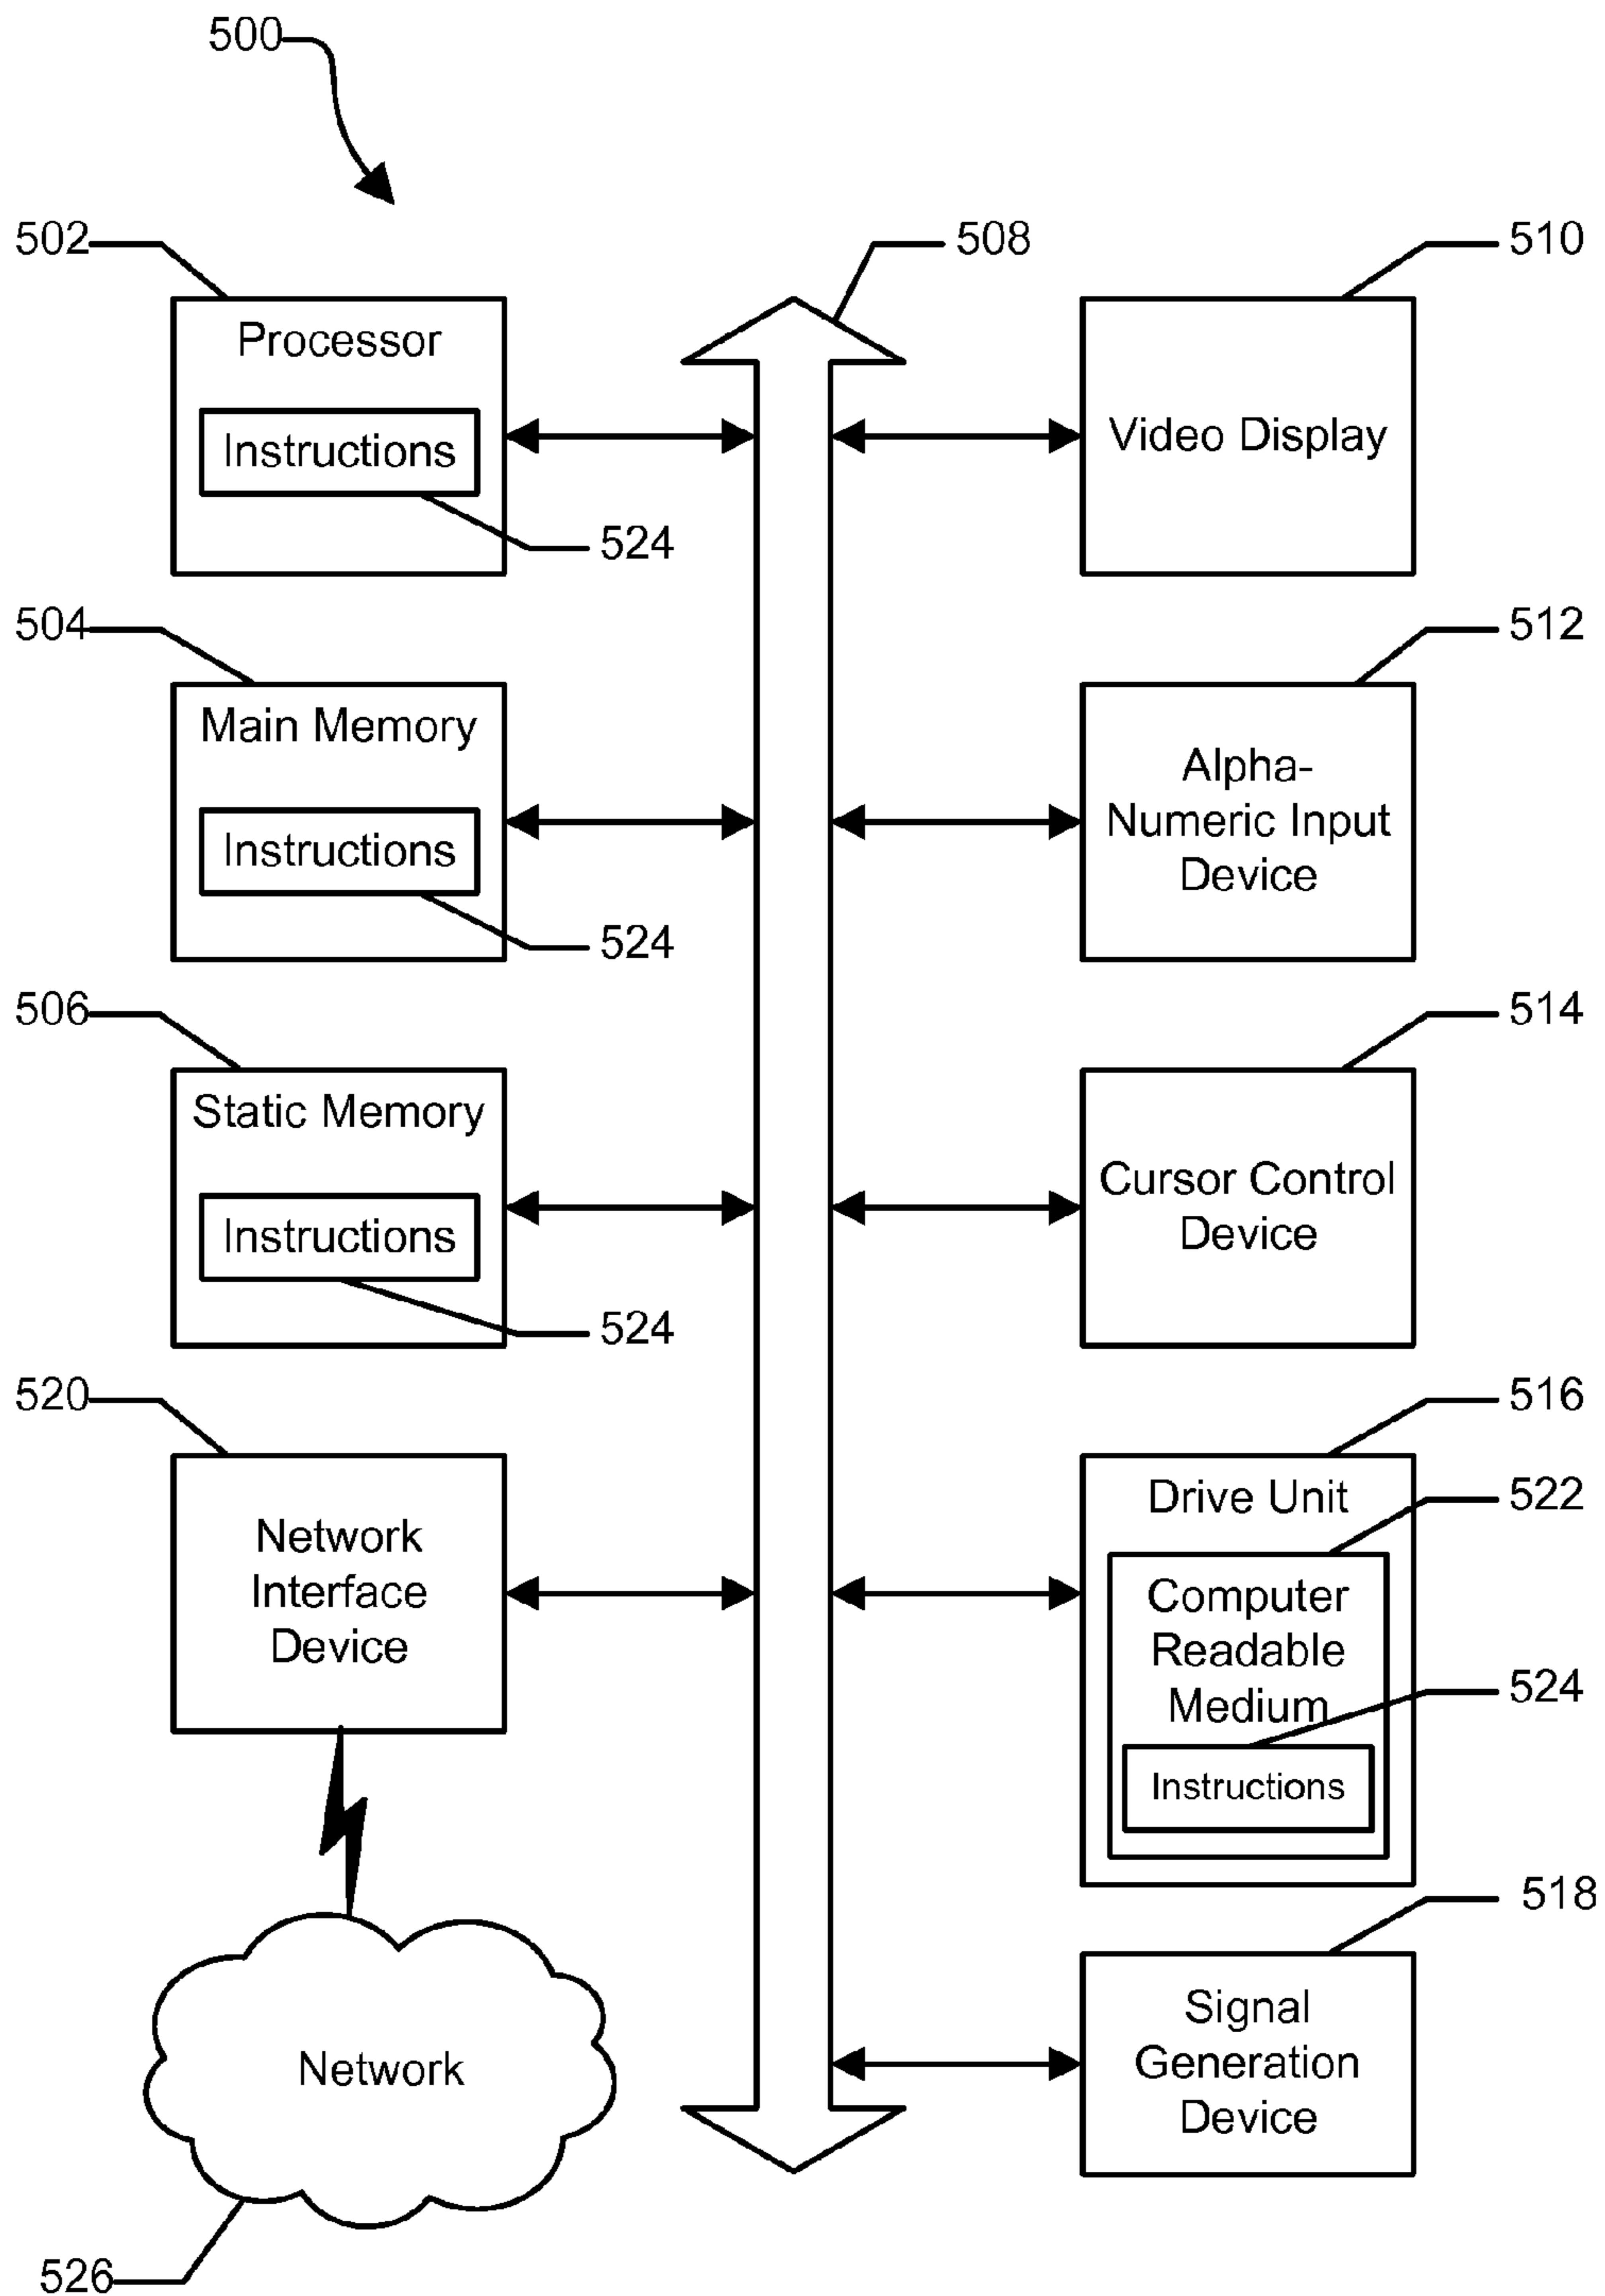 500
502
508
510
Processor
Instructions
524
Video Display
504
512
Main Memory
Instructions
524
Alpha-
Numeric Input
Device
506
514
Static Memory
Instructions
524
Cursor Control
Device
520
516
Network
Interface
Device
Drive Unit
522
Computer
Readable
Medium
524
Instructions
518
Network
Signal
Generation
Device
526